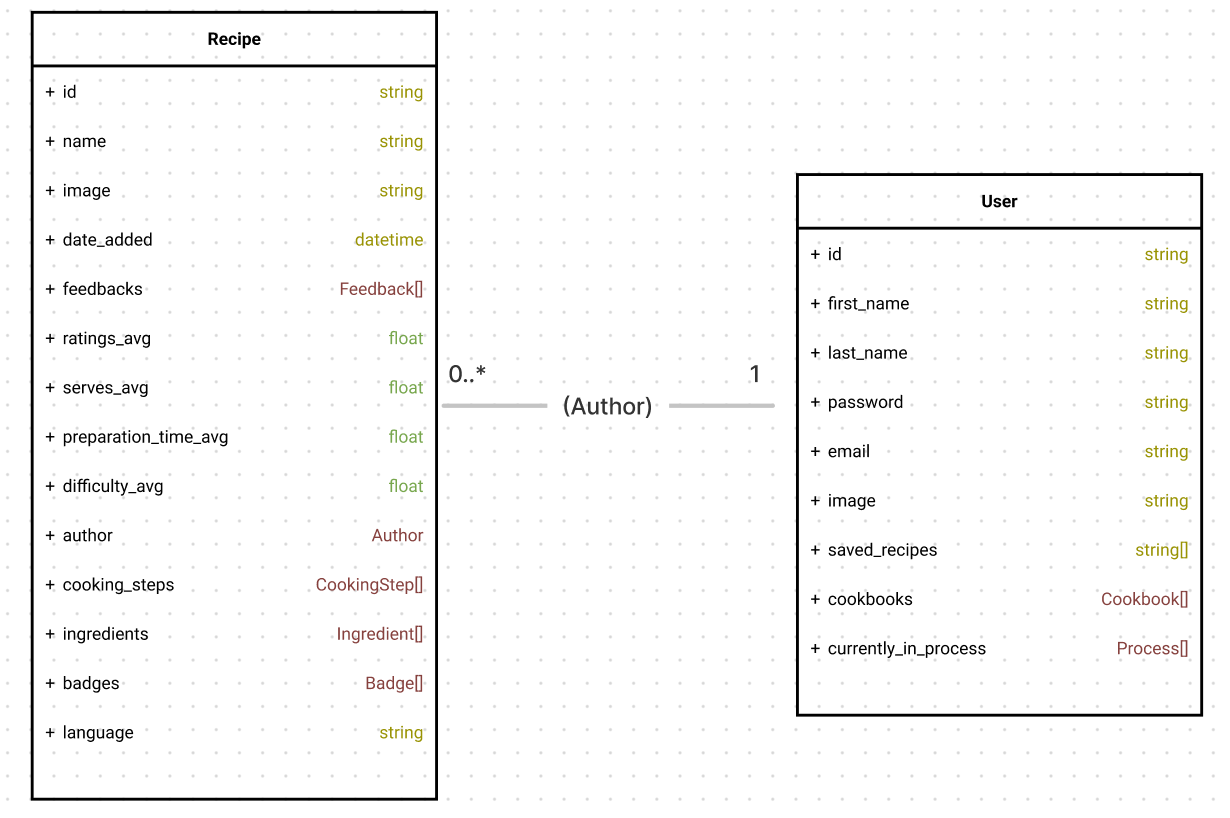 Recipe
+ id string
+ name string
+ image string
+ date_added datetime
+ feedbacks Feedback[]
+ ratings_avg float
+ serves_avg float
+ preparation_time_avg float
+ difficulty_avg float
+ author Author
+ cooking_steps CookingStep[]
+ ingredients Ingredient[]
+ badges Badge[]
+ language string
0..* 1
(Author)
User
+ id string
+ first_name string
+ last_name string
+ password string
+ email string
+ image string
+ saved_recipes string[]
+ cookbooks Cookbook[]
+ currently_in_process Process[]